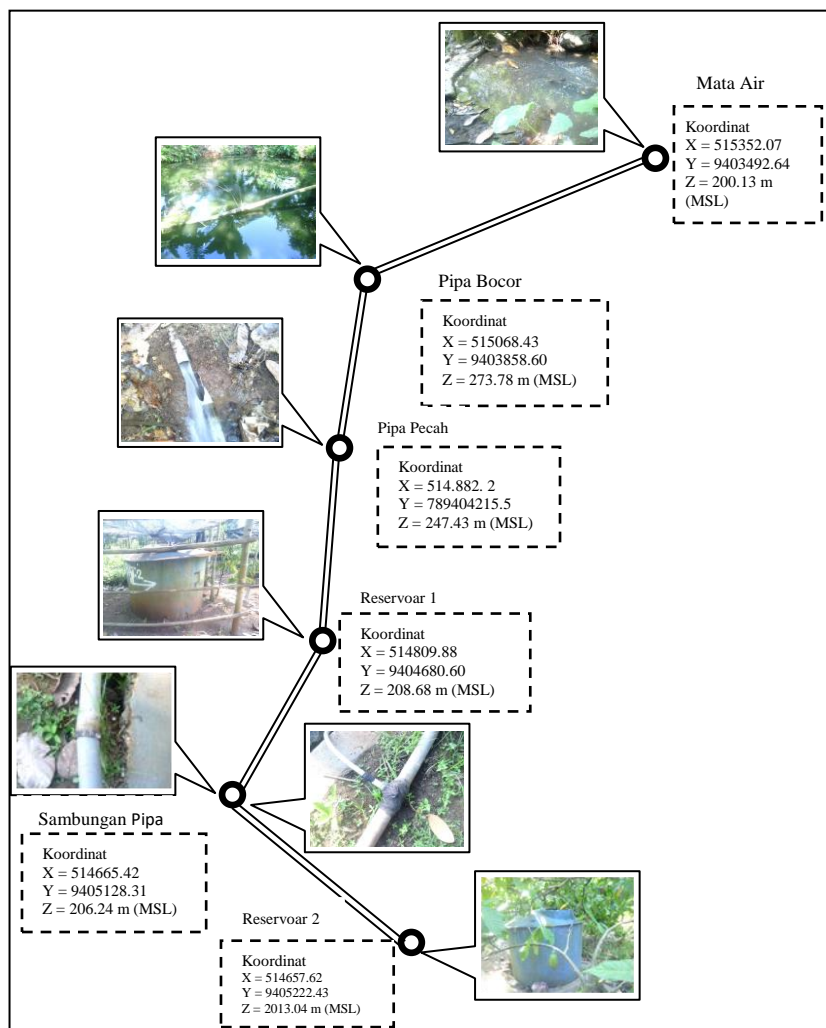 Mata Air
Koordinat
X = 515352.07
Y = 9403492.64
Z = 200.13 m
(MSL)
Pipa Bocor
Koordinat
X = 515068.43
Y = 9403858.60
Z = 273.78 m (MSL)
Pipa Pecah
Koordinat
X = 514.882. 2
Y = 789404215.5
Z = 247.43 m (MSL)
Reservoar 1
Koordinat
X = 514809.88
Y = 9404680.60
Z = 208.68 m (MSL)
Sambungan Pipa
Koordinat
X = 514665.42
Y = 9405128.31
Z = 206.24 m (MSL)
Reservoar 2
Koordinat
X = 514657.62
Y = 9405222.43
Z = 2013.04 m (MSL)